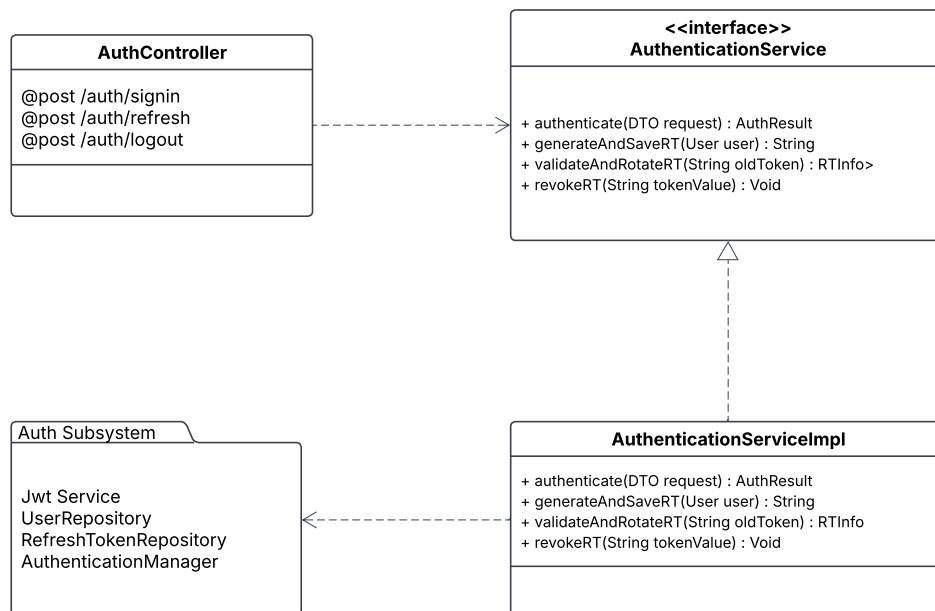 AuthController
@post /auth/signin
@post /auth/refresh
@post /auth/logout
<<interface>>
AuthenticationService
+ authenticate(DTO request) : AuthResult
+ generateAndSaveRT(User user) : String
+ validateAndRotateRT(String oldToken) : RTInfo>
+ revokeRT(String tokenValue) : Void
Auth Subsystem
Jwt Service
UserRepository
RefreshTokenRepository
AuthenticationManager
AuthenticationServiceImpl
+ authenticate(DTO request) : AuthResult
+ generateAndSaveRT(User user) : String
+ validateAndRotateRT(String oldToken) : RTInfo
+ revokeRT(String tokenValue) : Void